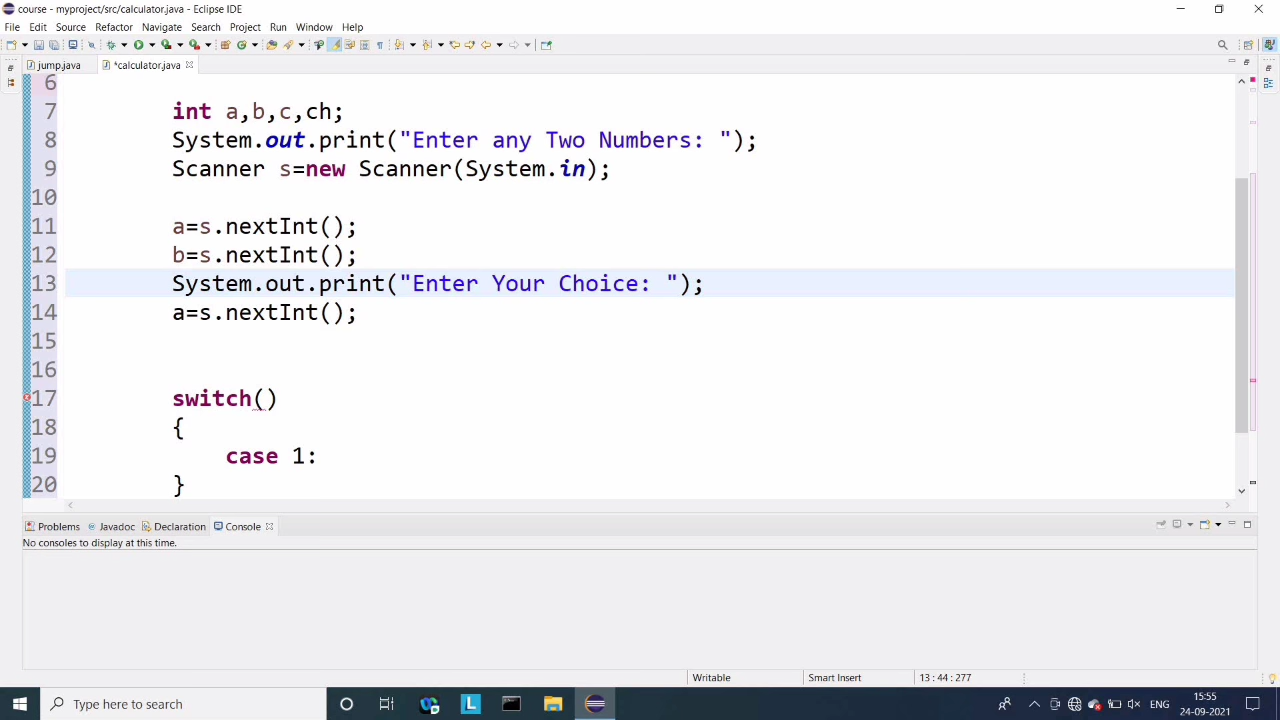 course - myproject/src/calculator.java - Eclipse IDE
File Edit Source Refactor Navigate Search Project Run Window Help
jump.java *calculator.java
6
7 int a,b,c,ch;
8 System.out.print("Enter any Two Numbers: ");
9 Scanner s=new Scanner(System.in);
10
11 a=s.nextInt();
12 b=s.nextInt();
13 System.out.print("Enter Your Choice: ");
14 a=s.nextInt();
15
16
17 switch()
18 {
19 case 1:
20 }
Problems Javadoc Declaration Console
No consoles to display at this time.
Writable Smart Insert 13 : 44 : 277
Type here to search L ENG 15:55
24-09-2021